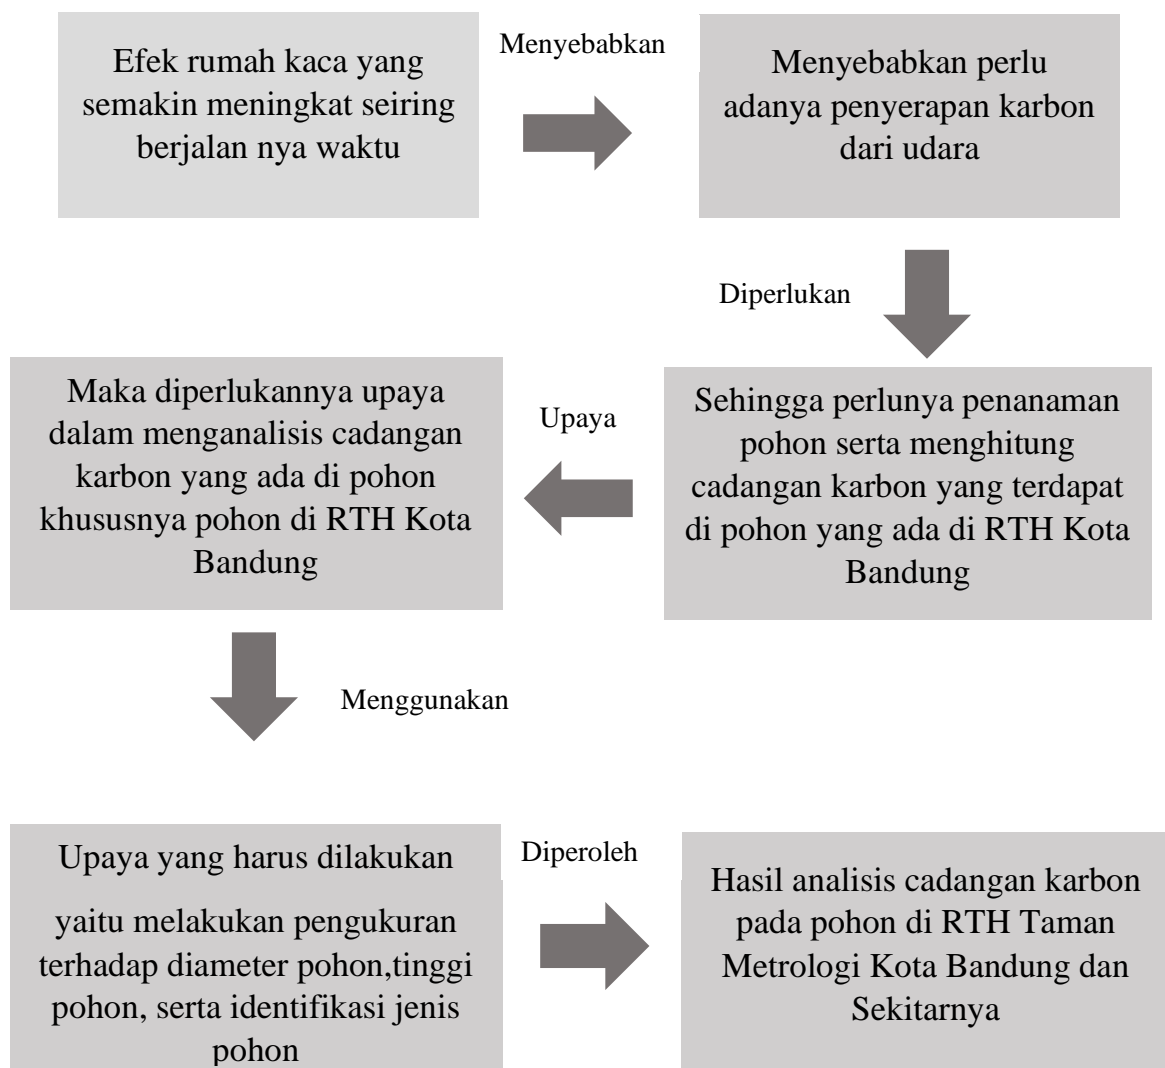 Efek rumah kaca yang
semakin meningkat seiring
berjalan nya waktu
Menyebabkan
Menyebabkan perlu
adanya penyerapan karbon
dari udara
Diperlukan
Sehingga perlunya penanaman
pohon serta menghitung
cadangan karbon yang terdapat
di pohon yang ada di RTH Kota
Bandung
Upaya
Maka diperlukannya upaya
dalam menganalisis cadangan
karbon yang ada di pohon
khususnya pohon di RTH Kota
Bandung
Menggunakan
Upaya yang harus dilakukan
yaitu melakukan pengukuran
terhadap diameter pohon,tinggi
pohon, serta identifikasi jenis
pohon
Diperoleh
Hasil analisis cadangan karbon
pada pohon di RTH Taman
Metrologi Kota Bandung dan
Sekitarnya